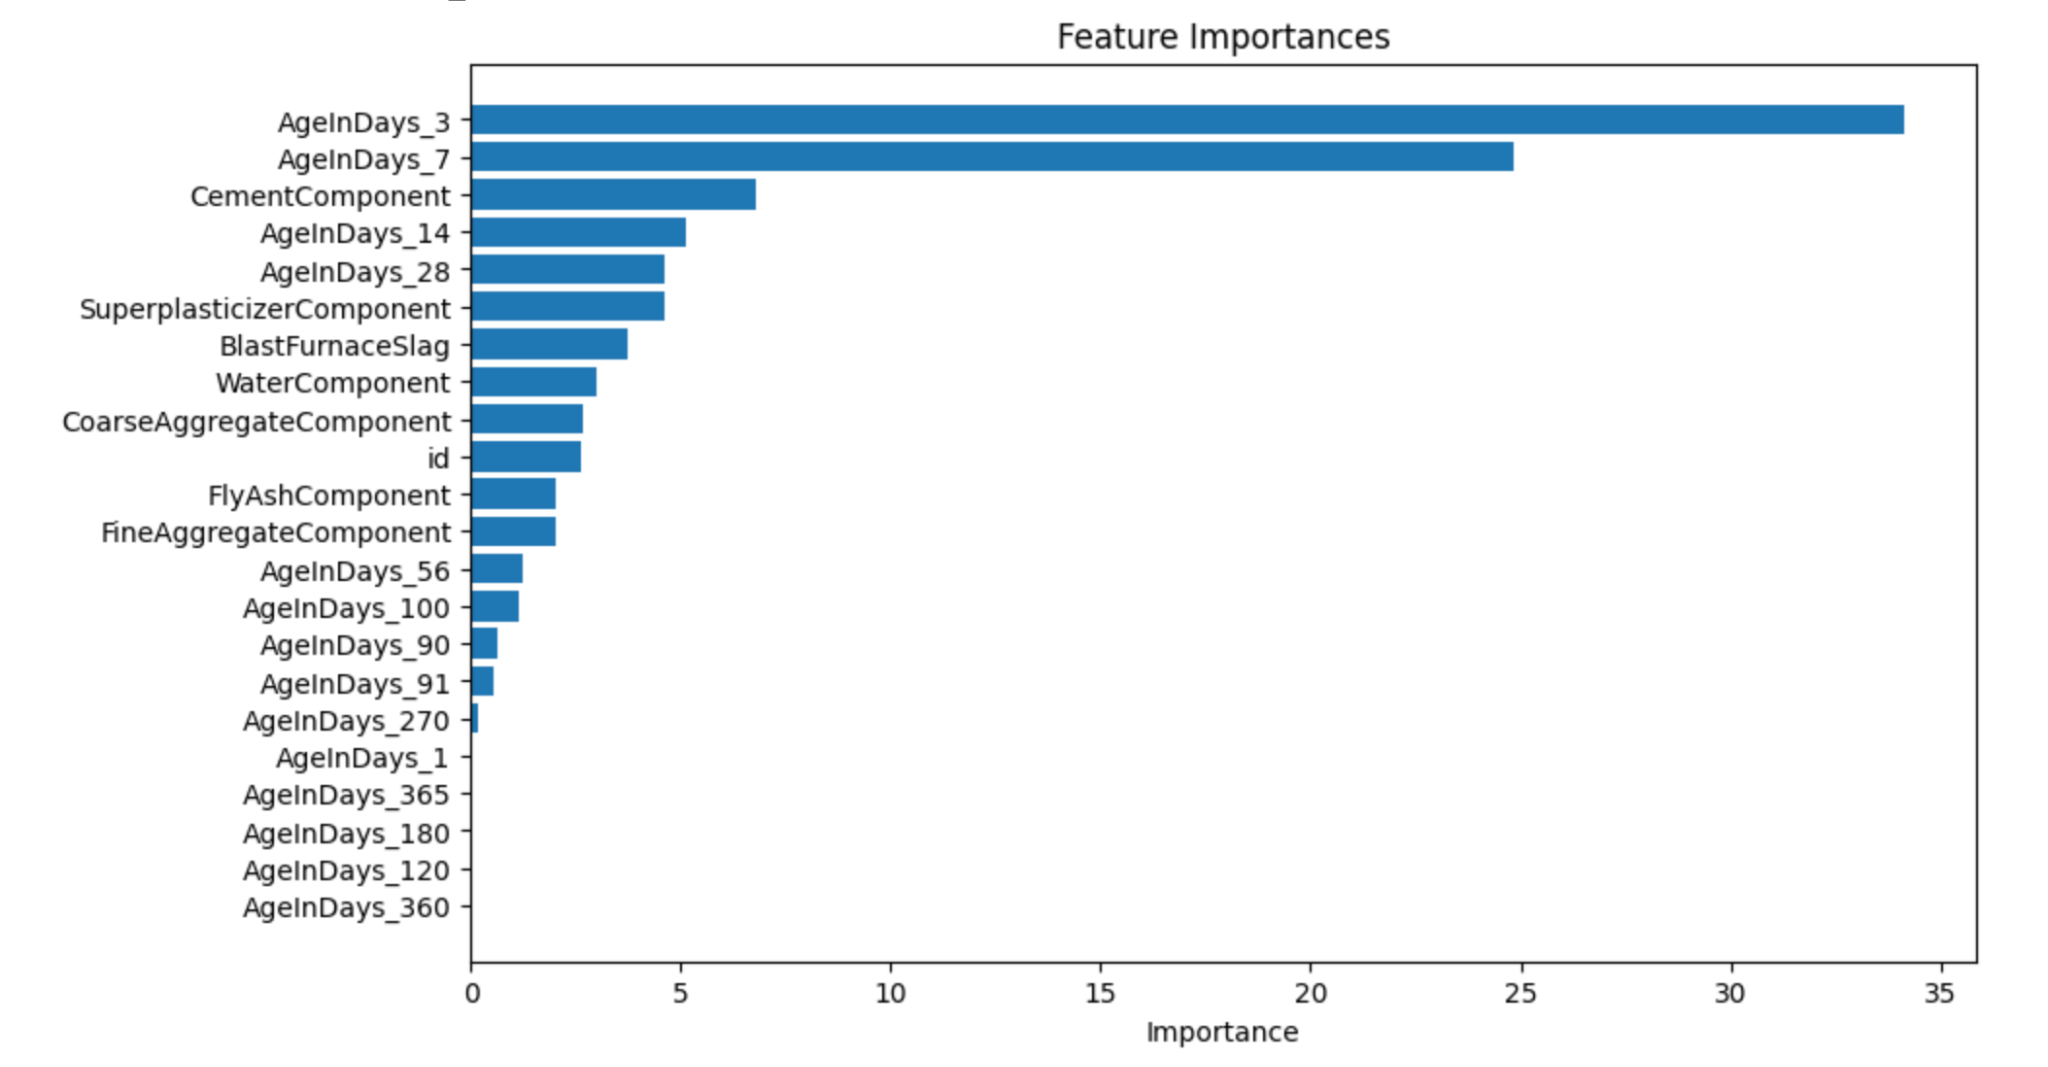 Feature Importances
AgeInDays_3
AgeInDays_7
CementComponent
AgeInDays_14
AgeInDays_28
SuperplasticizerComponent
BlastFurnaceSlag
WaterComponent
CoarseAggregateComponent
id
FlyAshComponent
FineAggregateComponent
AgeInDays_56
AgeInDays_100
AgeInDays_90
AgeInDays_91
AgeInDays_270
AgeInDays_1
AgeInDays_365
AgeInDays_180
AgeInDays_120
AgeInDays_360
0 5 10 15 20 25 30 35
Importance